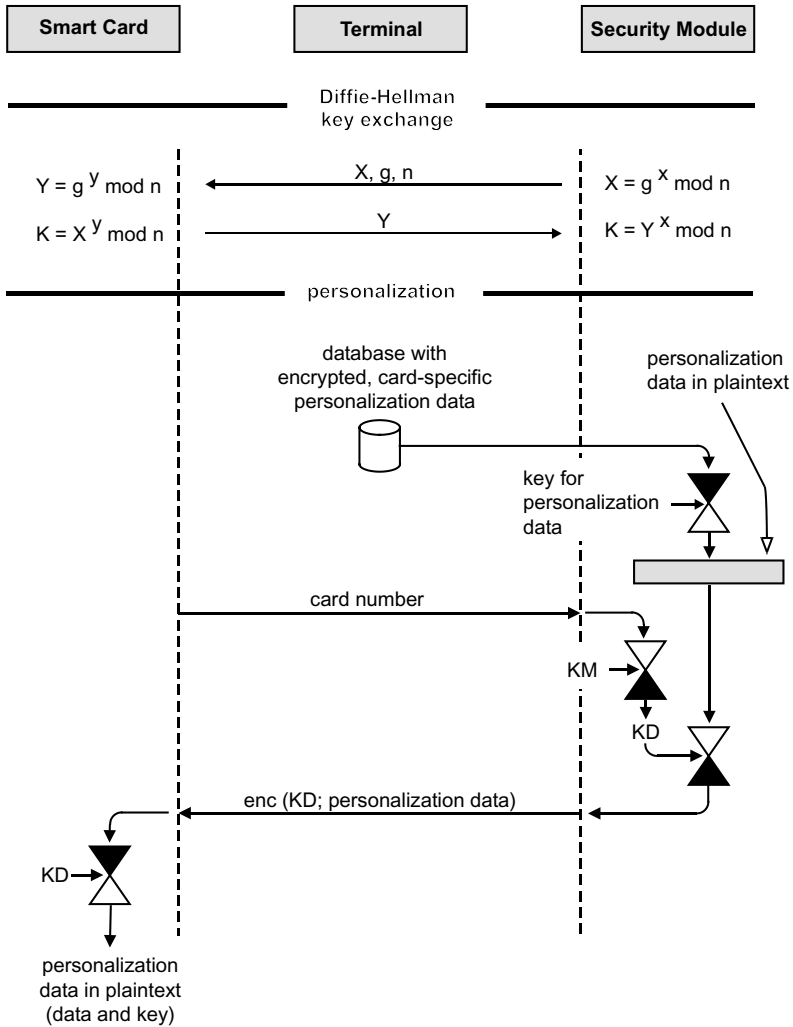 Smart Card
Terminal
Security Module
Diffie-Hellman
key exchange
Y = g y mod n
X, g, n
X = g x mod n
K = X y mod n
Y
K = Y x mod n
personalization
database with
encrypted, card-specific
personalization data
personalization
data in plaintext
key for
personalization
data
card number
KM
KD
enc (KD; personalization data)
KD
personalization
data in plaintext
(data and key)